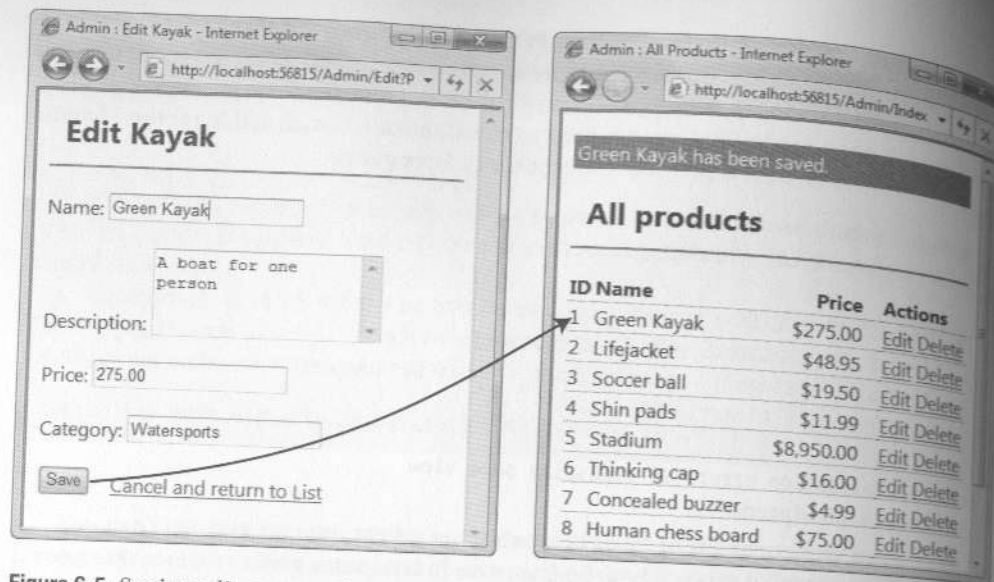 Admin : Edit Kayak - Internet Explorer
http://localhost:56815/Admin/Edit?P
Edit Kayak
Name: Green Kayak
A boat for one
person
Description:
Price: 275.00
Category: Watersports
Save Cancel and return to List
Admin : All Products - Internet Explorer
http://localhost:56815/Admin/Index
Green Kayak has been saved.
All products
ID Name Price Actions
1 Green Kayak $275.00 Edit Delete
2 Lifejacket $48.95 Edit Delete
3 Soccer ball $19.50 Edit Delete
4 Shin pads $11.99 Edit Delete
5 Stadium $8,950.00 Edit Delete
6 Thinking cap $16.00 Edit Delete
7 Concealed buzzer $4.99 Edit Delete
8 Human chess board $75.00 Edit Delete